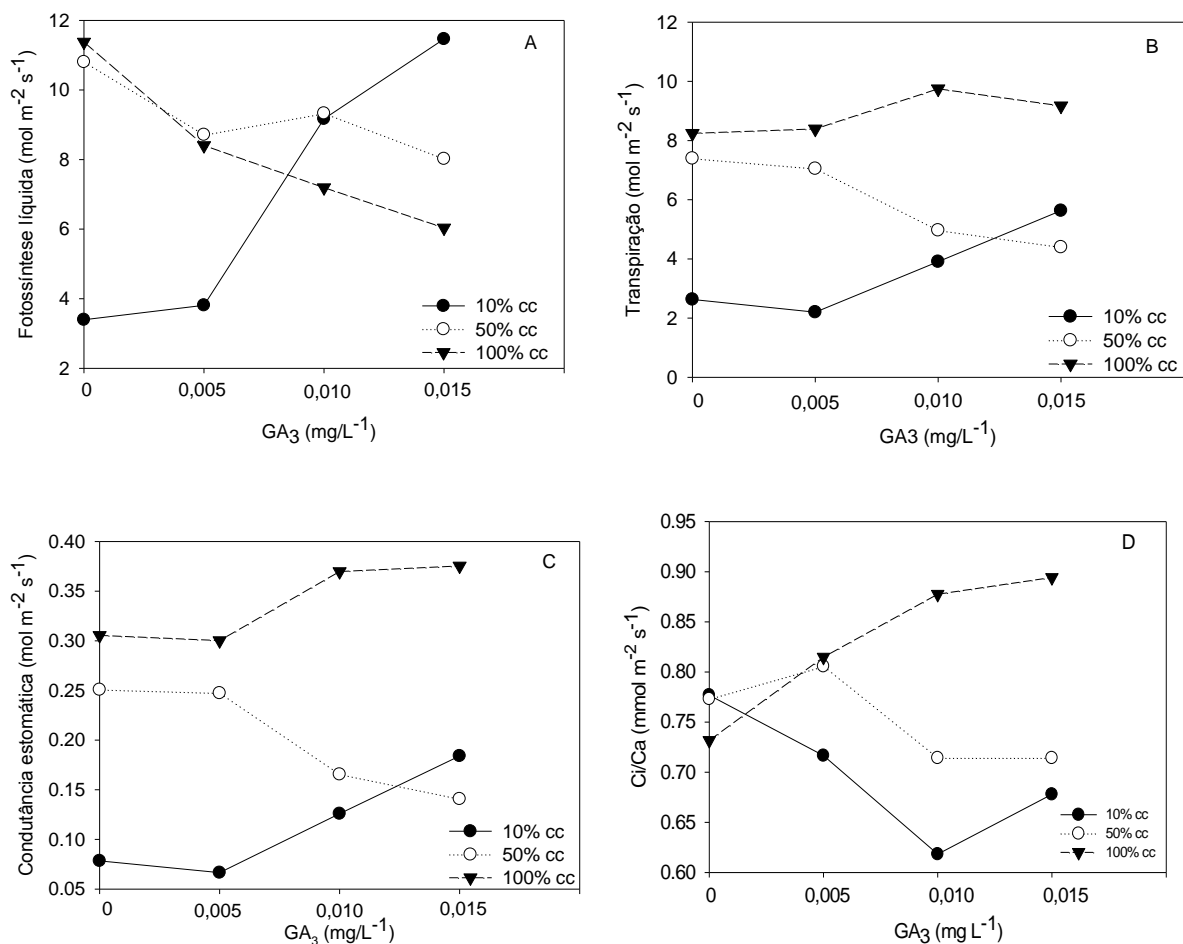 A
Fotossíntese líquida (mol m-2 s-1)
12
10
8
6
4
2
0
0,005
0,010
0,015
GA3 (mg/L-1)
10% cc
50% cc
100% cc
B
Transpiração (mol m-2 s-1)
12
10
8
6
4
2
0
0
0,005
0,010
0,015
GA3 (mg/L-1)
10% cc
50% cc
100% cc
C
Condutância estomática (mol m-2 s-1)
0.40
0.35
0.30
0.25
0.20
0.15
0.10
0.05
0
0,005
0,010
0,015
GA3 (mg/L-1)
10% cc
50% cc
100% cc
D
Ci/Ca (mmol m-2 s-1)
0.95
0.90
0.85
0.80
0.75
0.70
0.65
0.60
0
0,005
0,010
0,015
GA3 (mg L-1)
10% cc
50% cc
100% cc